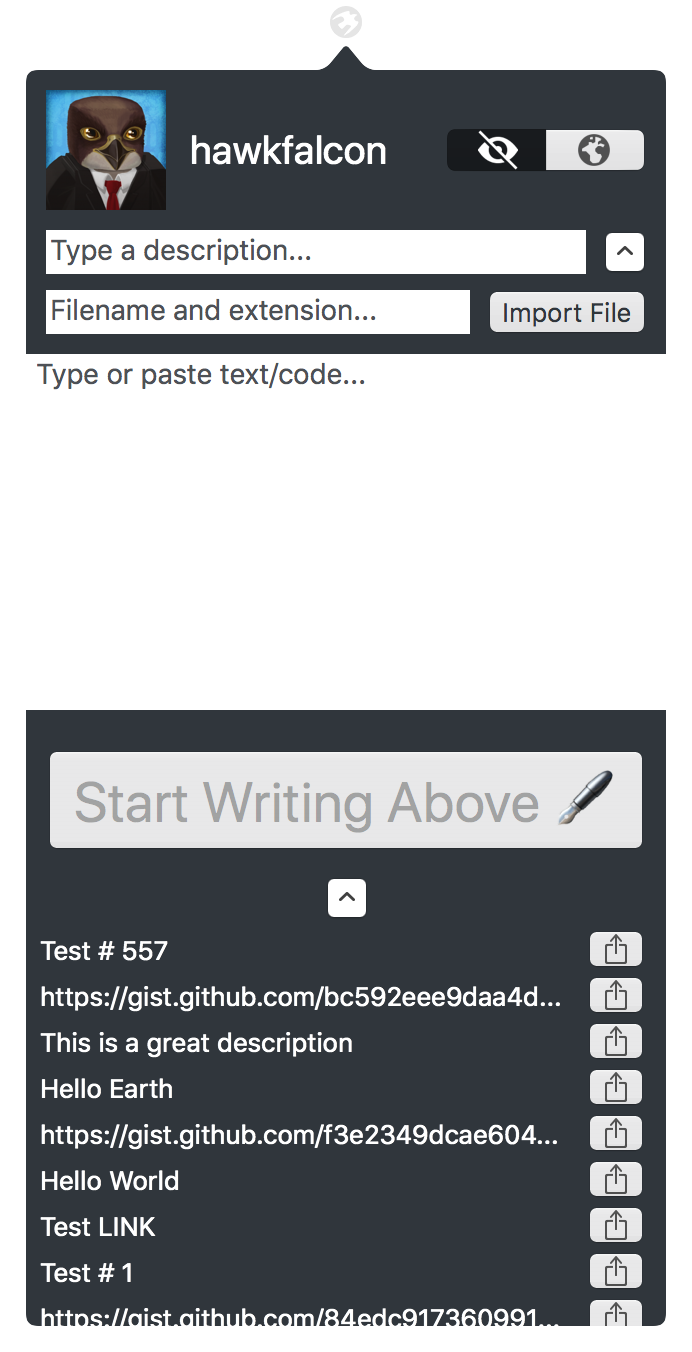 hawkfalcon
Type a description...
Filename and extension...
Import File
Type or paste text/code...
Start Writing Above
Test # 557
https://gist.github.com/bc592eee9daa4d...
This is a great description
Hello Earth
https://gist.github.com/f3e2349dcae604...
Hello World
Test LINK
Test # 1
https://gist.github.com/84edc917360991...